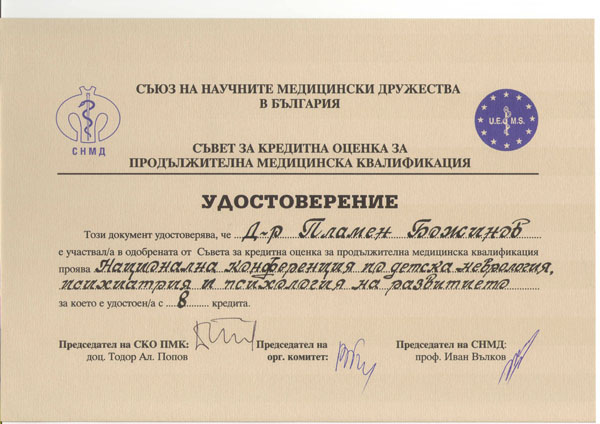 СЪЮЗ НА НАУЧНИТЕ МЕДИЦИНСКИ ДРУЖЕСТВА
В БЪЛГАРИЯ
СНМД
U.E.M.S.
СЪВЕТ ЗА КРЕДИТНА ОЦЕНКА ЗА
ПРОДЪЛЖИТЕЛНА МЕДИЦИНСКА КВАЛИФИКАЦИЯ
УДОСТОВЕРЕНИЕ
Този документ удостоверява, че Д-р Пламен Божинов
е участвал/а в одобрената от Съвета за кредитна оценка за продължителна медицинска квалификация
проява Национална конференция по детска неврология,
психиатрия и психология на развитието
за което е удостоен/а с 8 кредита.
Председател на СКО ПМК: Председател на Председател на СНМД:
доц. Тодор Ал. Попов орг. комитет: проф. Иван Вълков